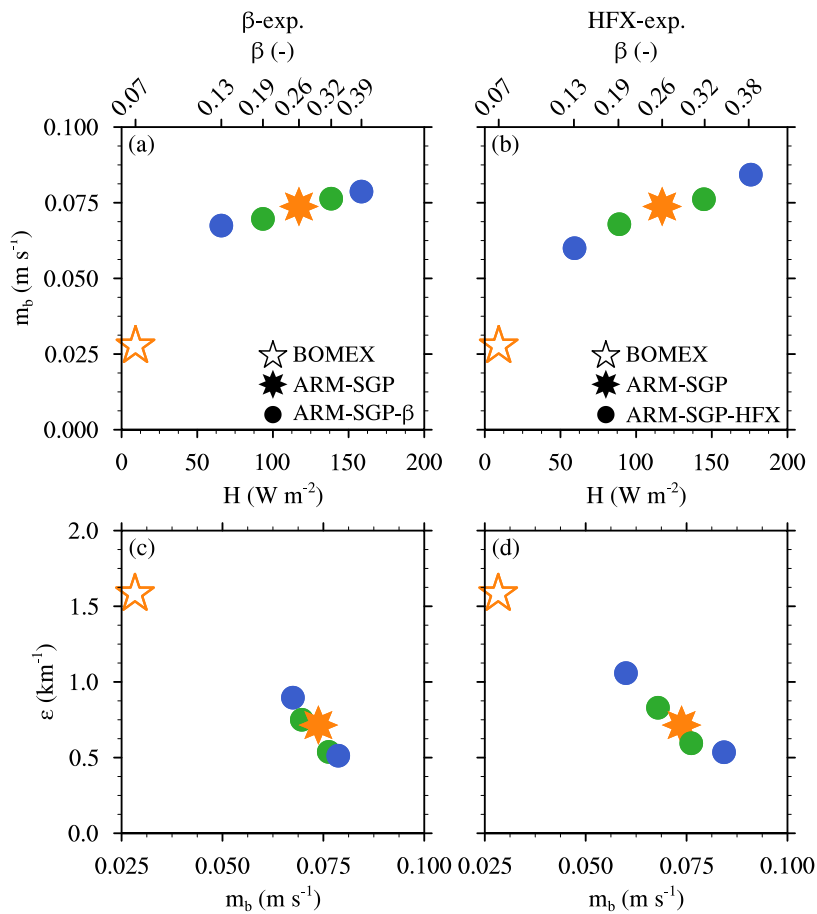 β-exp. HFX-exp.
β (-) β (-)
0.07 0.13 0.19 0.26 0.32 0.39 0.07 0.13 0.19 0.26 0.32 0.38
0.100 (a) (b)
0.075
m_b (m s⁻¹)
0.050
0.025 BOMEX BOMEX
ARM-SGP ARM-SGP
0.000 ARM-SGP-β ARM-SGP-HFX
0 50 100 150 200 0 50 100 150 200
H (W m⁻²) H (W m⁻²)
2.0 (c) (d)
1.5
ε (km⁻¹)
1.0
0.5
0.0
0.025 0.050 0.075 0.100 0.025 0.050 0.075 0.100
m_b (m s⁻¹) m_b (m s⁻¹)